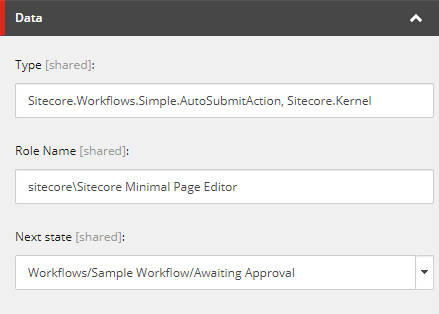 Data
Type [shared]:
Sitecore.Workflows.Simple.AutoSubmitAction, Sitecore.Kernel
Role Name [shared]:
sitecore\Sitecore Minimal Page Editor
Next state [shared]:
Workflows/Sample Workflow/Awaiting Approval